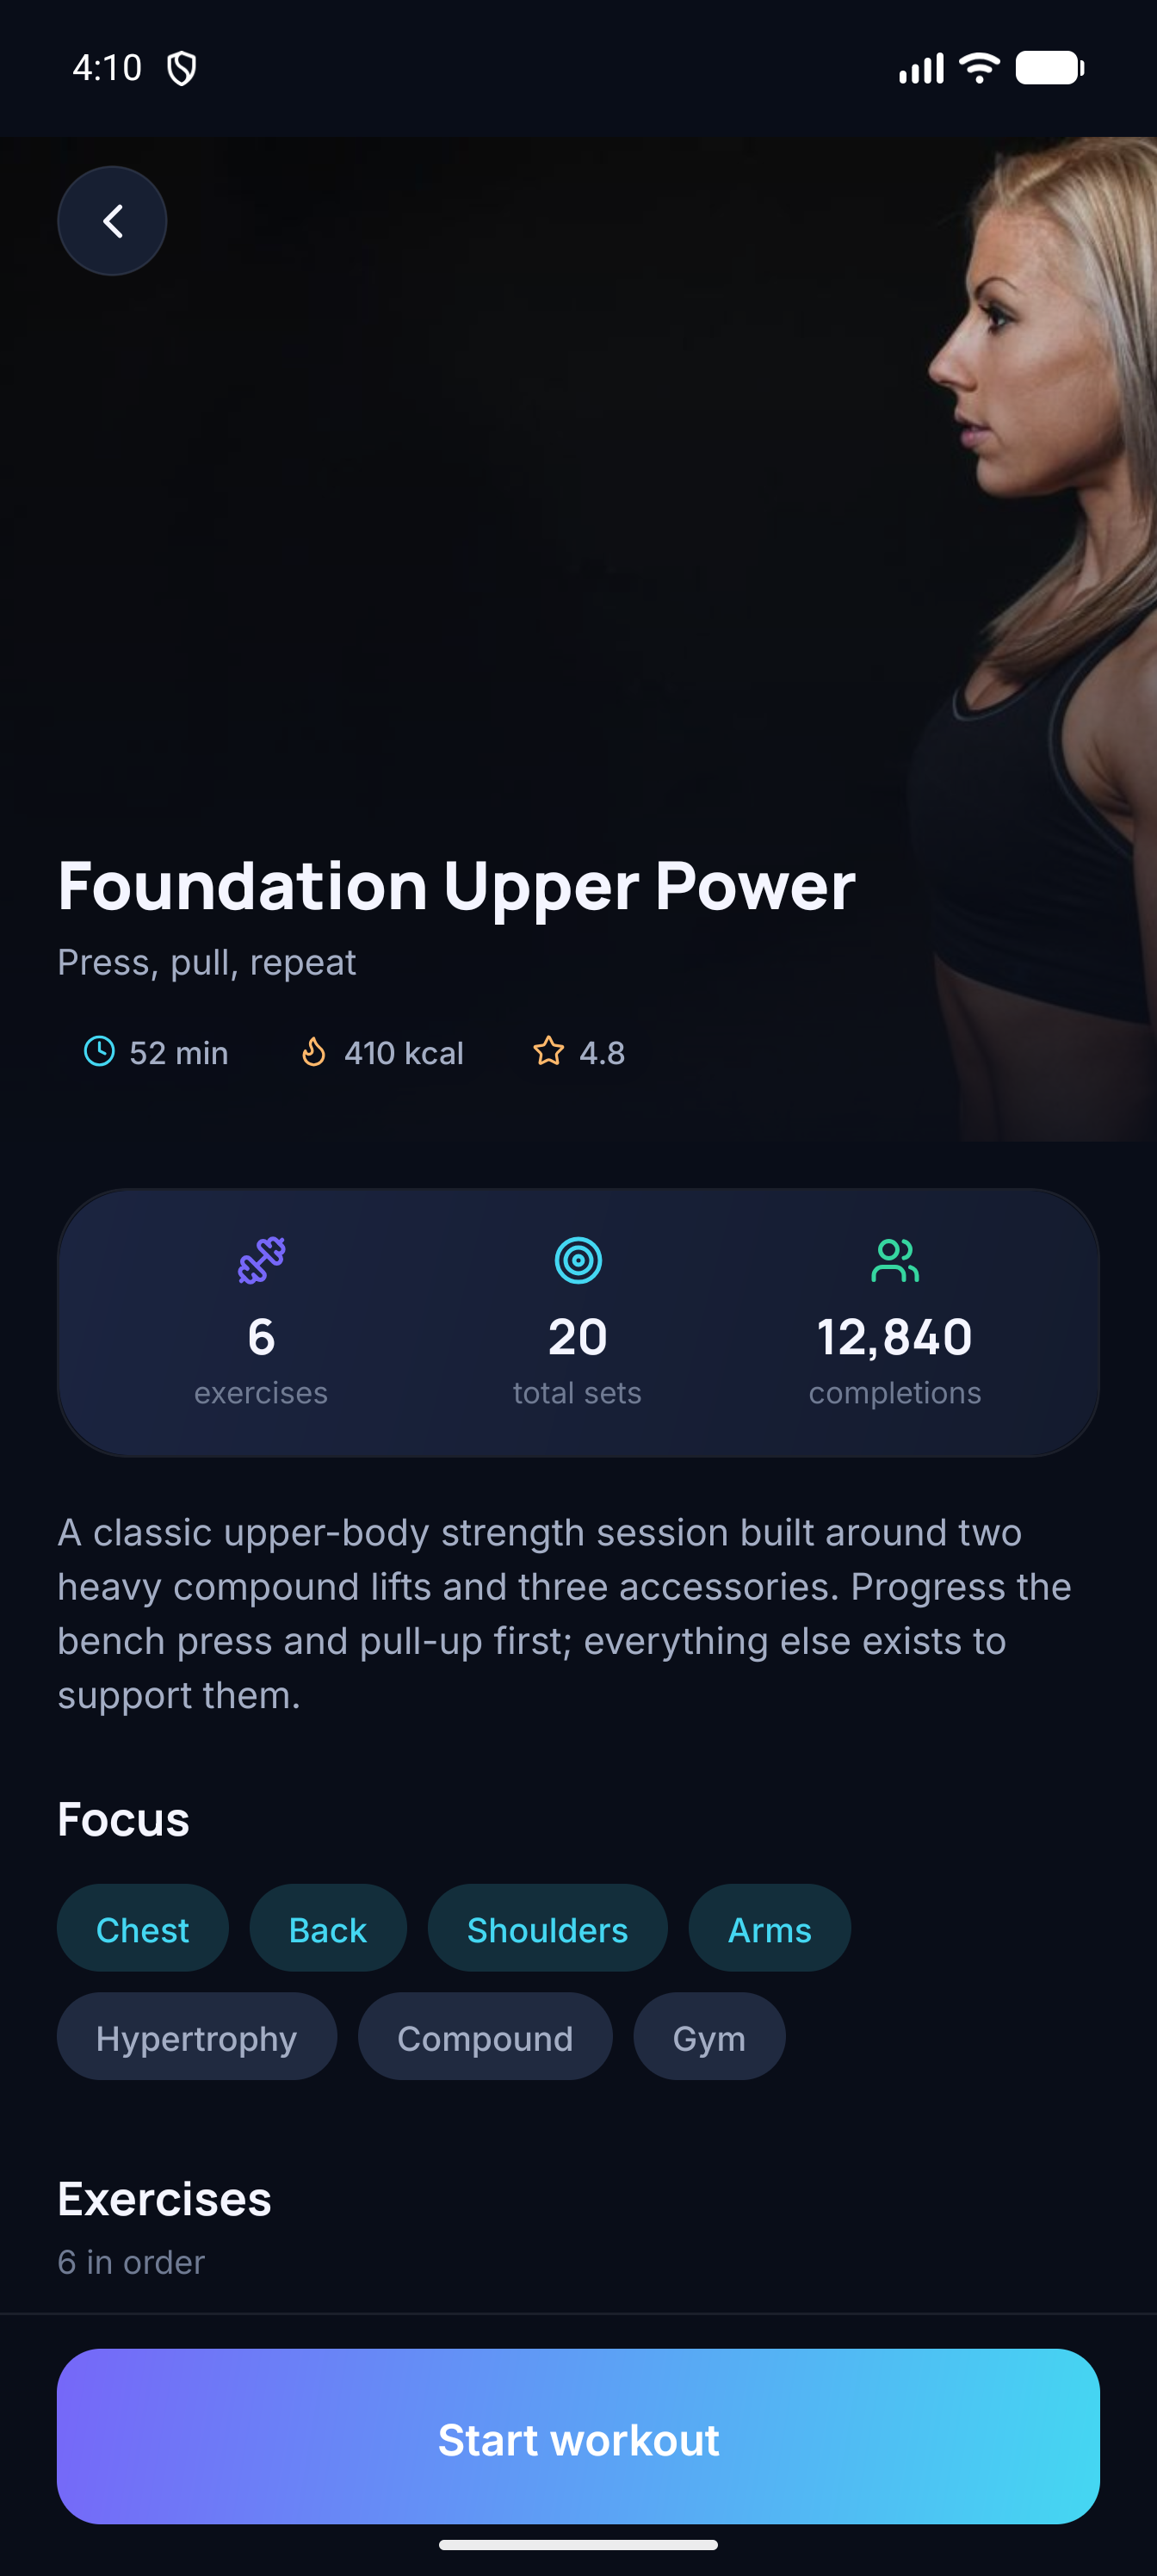 4:10
Foundation Upper Power
Press, pull, repeat
52 min 410 kcal 4.8
6 20 12,840
exercises total sets completions
A classic upper-body strength session built around two
heavy compound lifts and three accessories. Progress the
bench press and pull-up first; everything else exists to
support them.
Focus
Chest Back Shoulders Arms
Hypertrophy Compound Gym
Exercises
6 in order
Start workout